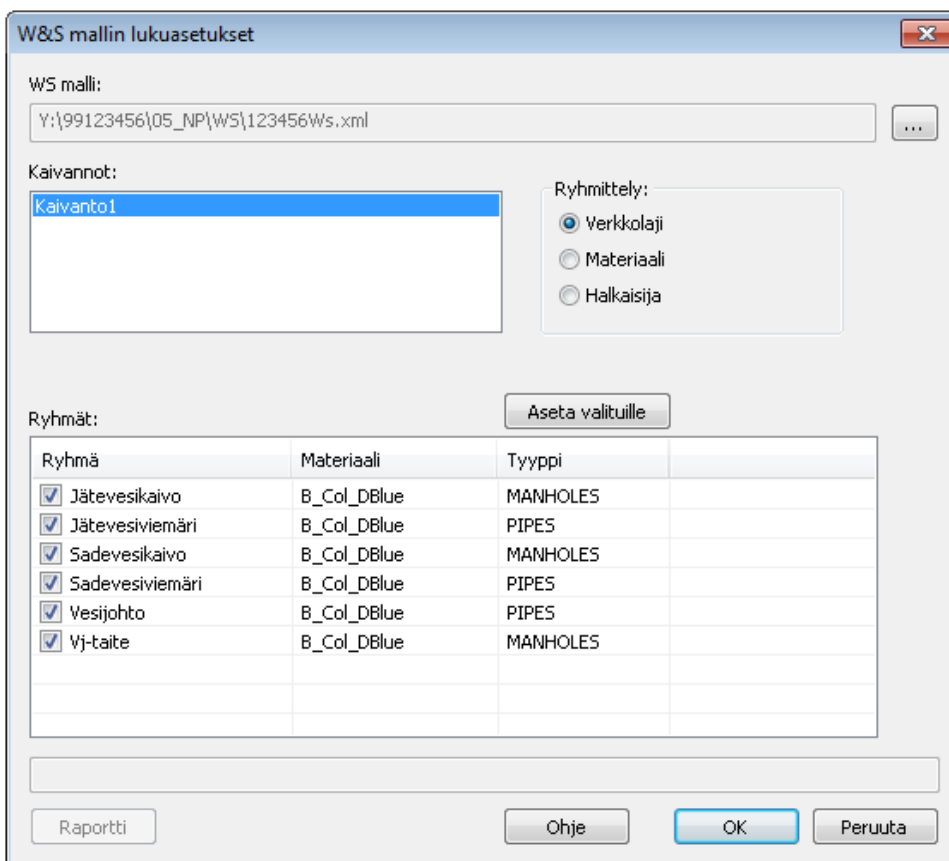 W&S mallin lukuasetukset
WS malli:
Y:\99123456\05_NP\WS\123456Ws.xml
...
Kaivannot:
Kaivanto1
Ryhmittely:
Verkkolaji
Materiaali
Halkaisija
Aseta valituille
Ryhmät:
Ryhmä Materiaali Tyyppi
Jätevesikaivo B_Col_DBlue MANHOLES
Jätevesiviemäri B_Col_DBlue PIPES
Sadevesikaivo B_Col_DBlue MANHOLES
Sadevesiviemäri B_Col_DBlue PIPES
Vesijohto B_Col_DBlue PIPES
Vj-taite B_Col_DBlue MANHOLES
Raportti Ohje OK Peruuta